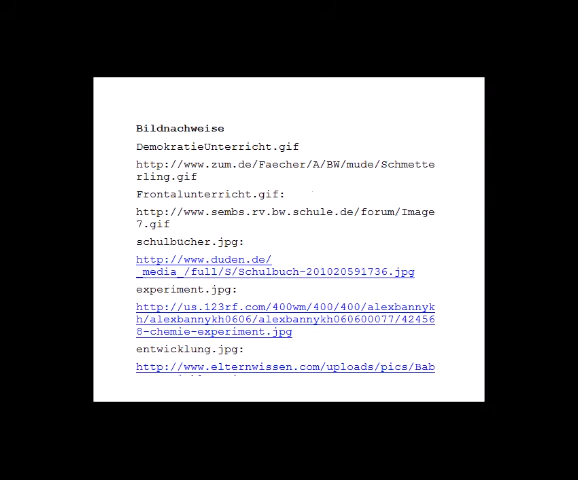 Bildnachweise
DemokratieUnterricht.gif
http://www.zum.de/Faecher/A/BW/mude/Schmette
rling.gif
Frontalunterricht.gif:
http://www.sembs.rv.bw.schule.de/forum/Image
7.gif
schulbücher.jpg:
http://www.duden.de/
_media_/full/S/Schulbuch-201020591736.jpg
experiment.jpg:
http://us.123rf.com/400wm/400/400/alexbannyk
h/alexbannykh0606/alexbannykh060600077/42456
8-chemie-experiment.jpg
entwicklung.jpg:
http://www.elternwissen.com/uploads/pics/Bab